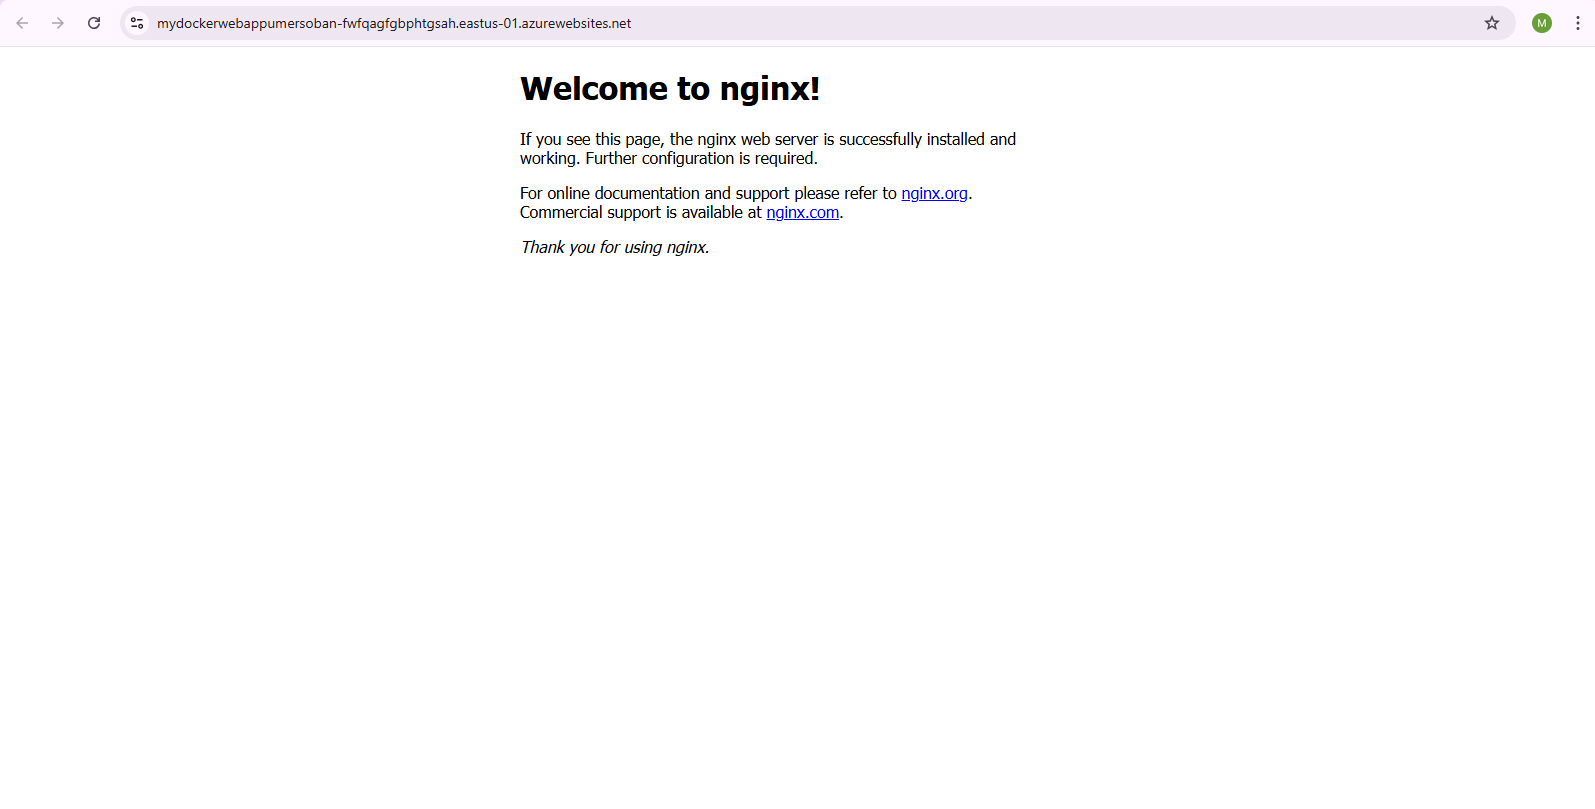 mydockerwebappumersoban-fwfqagfgbphtgsah.eastus-01.azurewebsites.net
M
Welcome to nginx!
If you see this page, the nginx web server is successfully installed and
working. Further configuration is required.
For online documentation and support please refer to nginx.org.
Commercial support is available at nginx.com.
Thank you for using nginx.